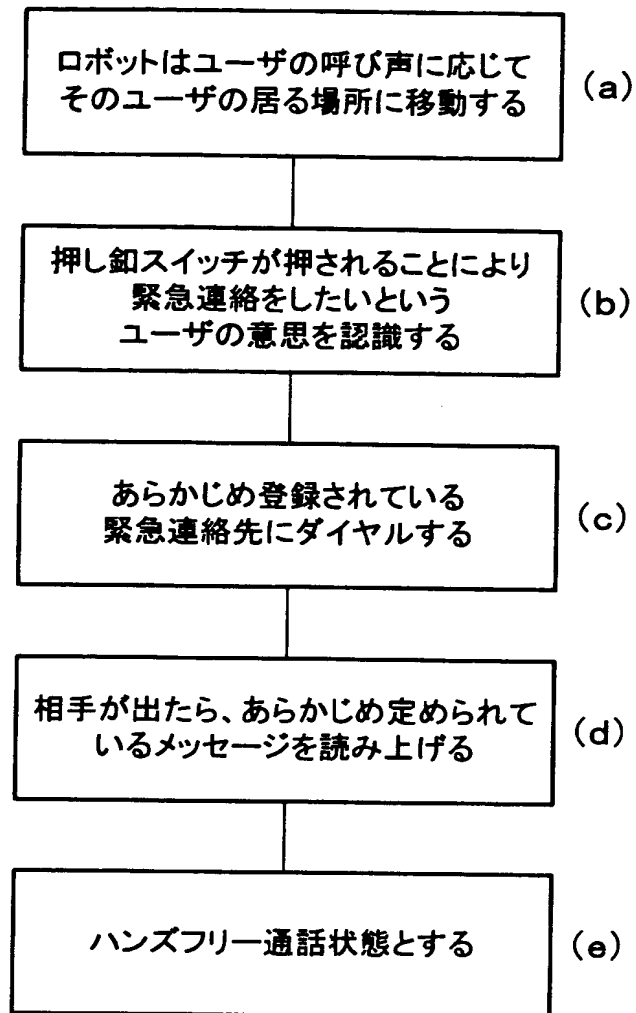 ロボットはユーザの呼び声に応じて
そのユーザの居る場所に移動する
(a)
押し釦スイッチが押されることにより
緊急連絡をしたいという
ユーザの意思を認識する
(b)
あらかじめ登録されている
緊急連絡先にダイヤルする
(c)
相手が出たら、あらかじめ定められて
いるメッセージを読み上げる
(d)
ハンズフリー通話状態とする
(e)